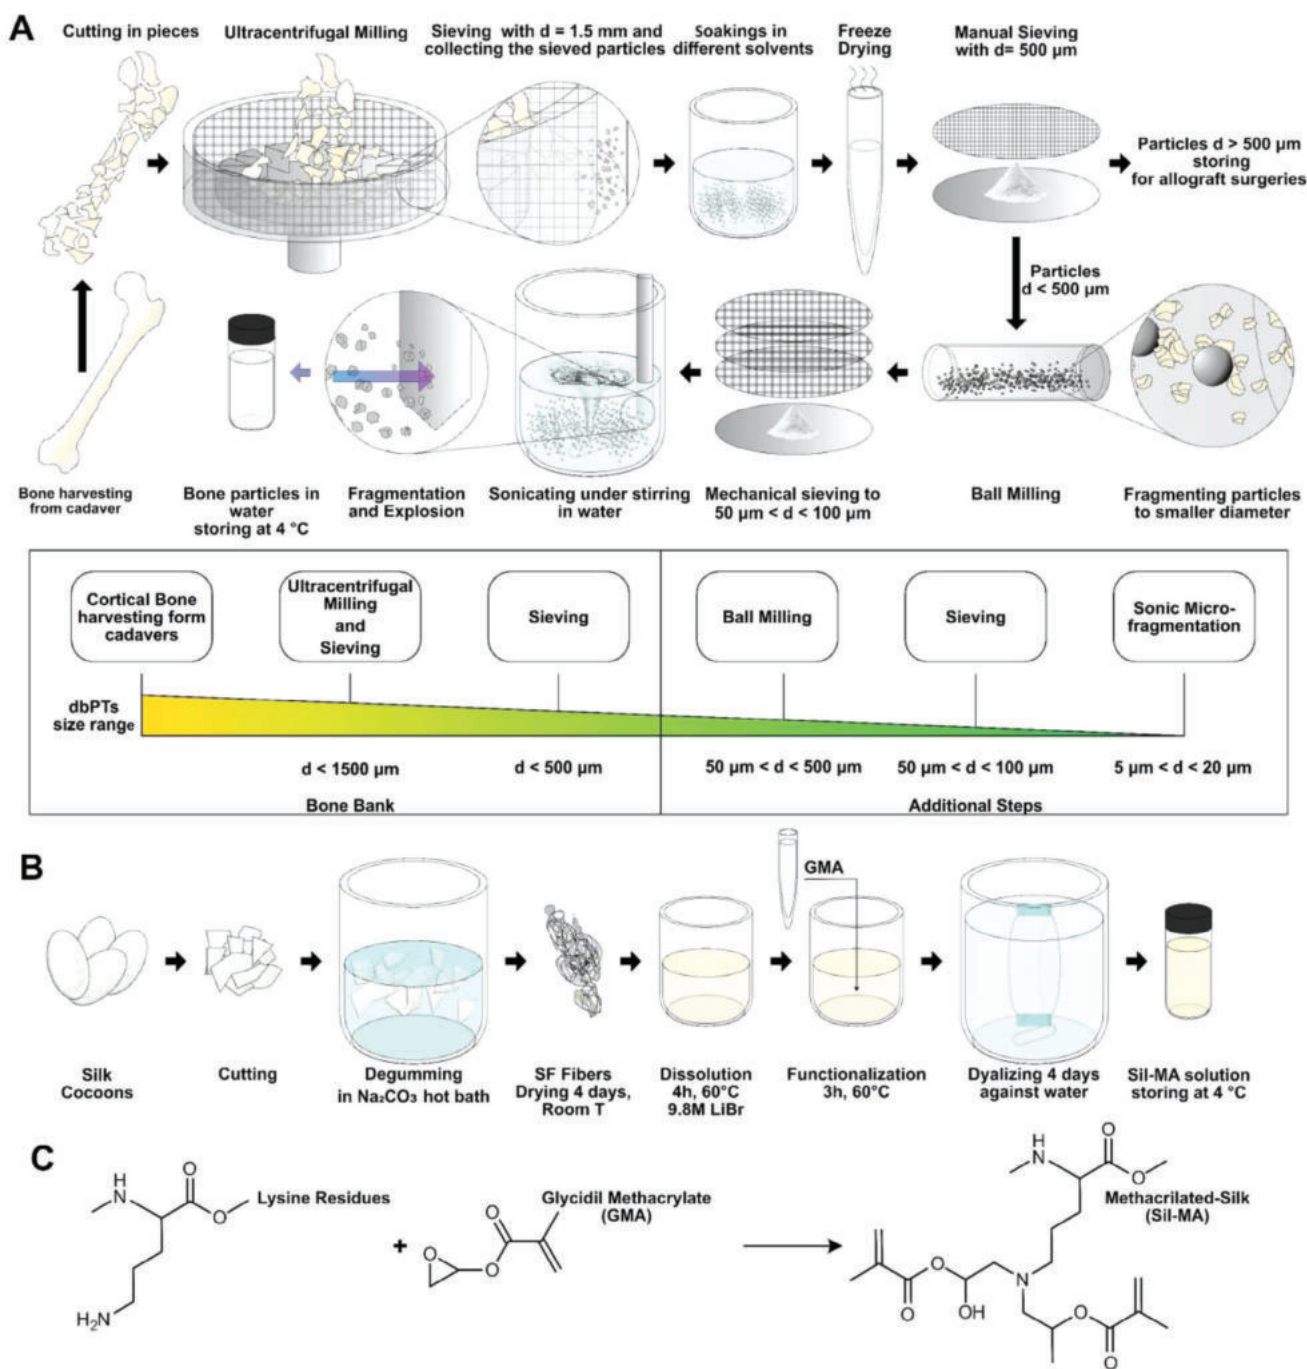 A
Cutting in pieces
Ultracentrifugal Milling
Sieving with d = 1.5 mm and
collecting the sieved particles
Soakings in
different solvents
Freeze
Drying
Manual Sieving
with d= 500 µm
Particles d > 500 µm
storing
for allograft surgeries
Particles
d < 500 µm
Bone harvesting
from cadaver
Bone particles in
water
storing at 4 °C
Fragmentation
and Explosion
Sonicating under stirring
in water
Mechanical sieving to
50 µm < d < 100 µm
Ball Milling
Fragmenting particles
to smaller diameter
Cortical Bone
harvesting form
cadavers
Ultracentrifugal
Milling
and
Sieving
Sieving
Ball Milling
Sieving
Sonic Micro-
fragmentation
dbPTs
size range
d < 1500 µm
d < 500 µm
50 µm < d < 500 µm
50 µm < d < 100 µm
5 µm < d < 20 µm
Bone Bank
Additional Steps
B
GMA
Silk
Cocoons
Cutting
Degumming
in Na₂CO₃ hot bath
SF Fibers
Drying 4 days,
Room T
Dissolution
4h, 60°C
9.8M LiBr
Functionalization
3h, 60°C
Dyalizing 4 days
against water
Sil-MA solution
storing at 4 °C
C
H
N
O
O
H₂N
Lysine Residues
+
Glycidil Methacrylate
(GMA)
O
O
O
H
N
O
O
Methacrilated-Silk
(Sil-MA)
O
O
OH
N
O
O